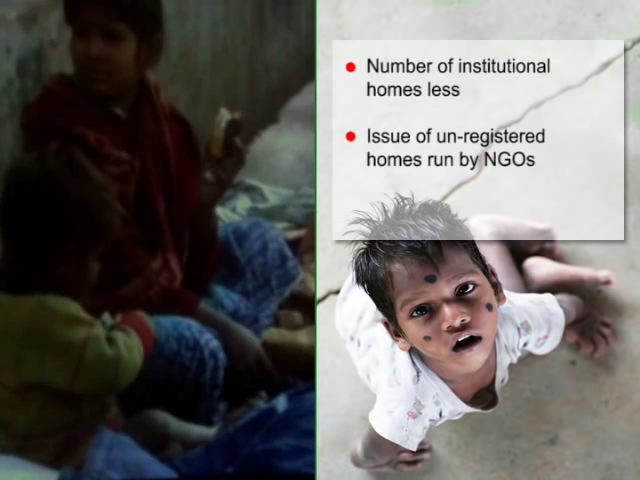 Number of institutional
homes less
Issue of un-registered
homes run by NGOs